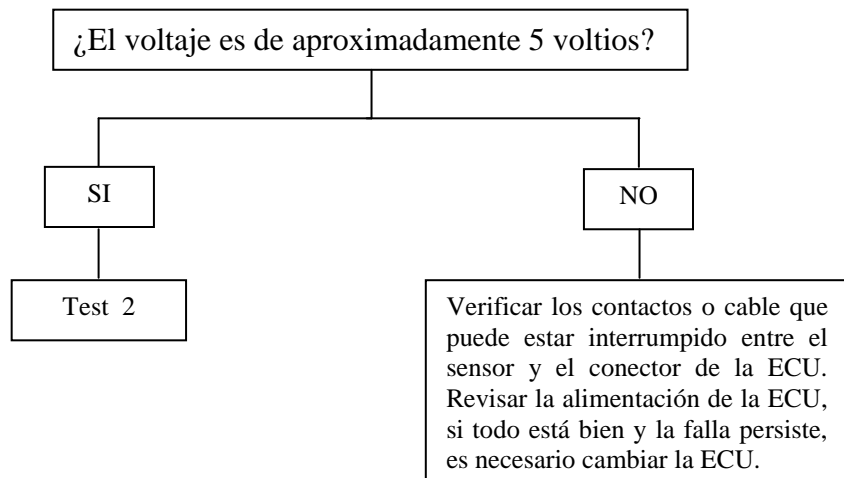 ¿El voltaje es de aproximadamente 5 voltios?
SI
NO
Test 2
Verificar los contactos o cable que
puede estar interrumpido entre el
sensor y el conector de la ECU.
Revisar la alimentación de la ECU,
si todo está bien y la falla persiste,
es necesario cambiar la ECU.